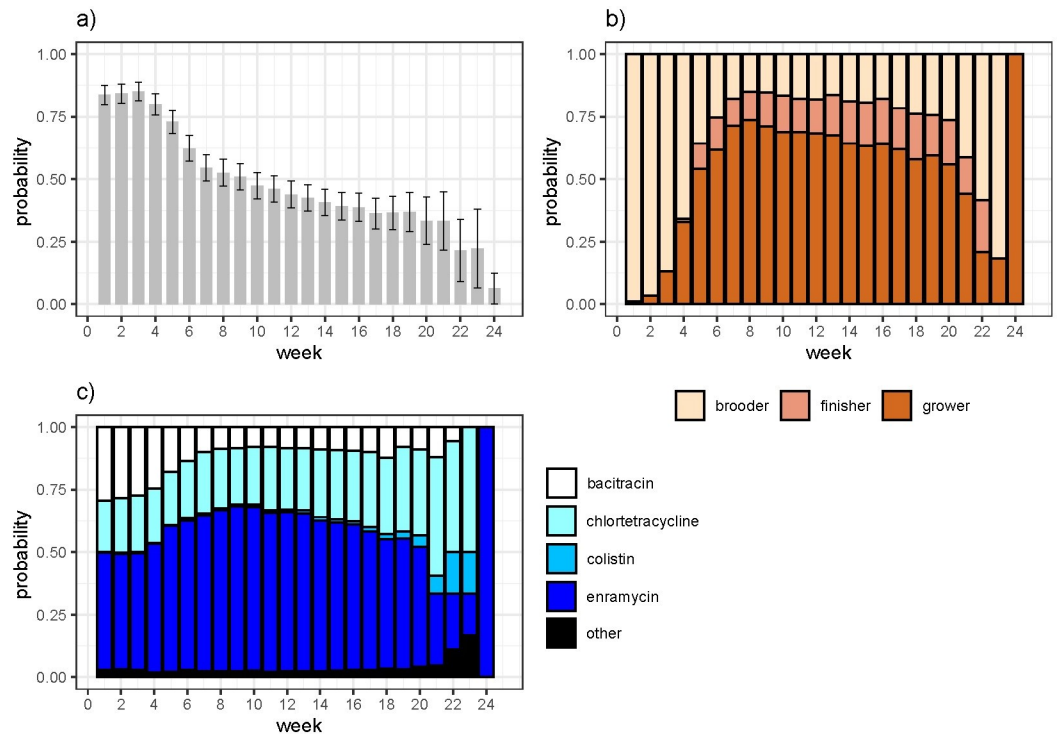 a)
1.00
0.75
0.50
0.25
0.00
probability
0 2 4 6 8 10 12 14 16 18 20 22 24
week
b)
1.00
0.75
0.50
0.25
0.00
probability
0 2 4 6 8 10 12 14 16 18 20 22 24
week
brooder finisher grower
c)
1.00
0.75
0.50
0.25
0.00
probability
0 2 4 6 8 10 12 14 16 18 20 22 24
week
bacitracin
chlortetracycline
colistin
enramycin
other